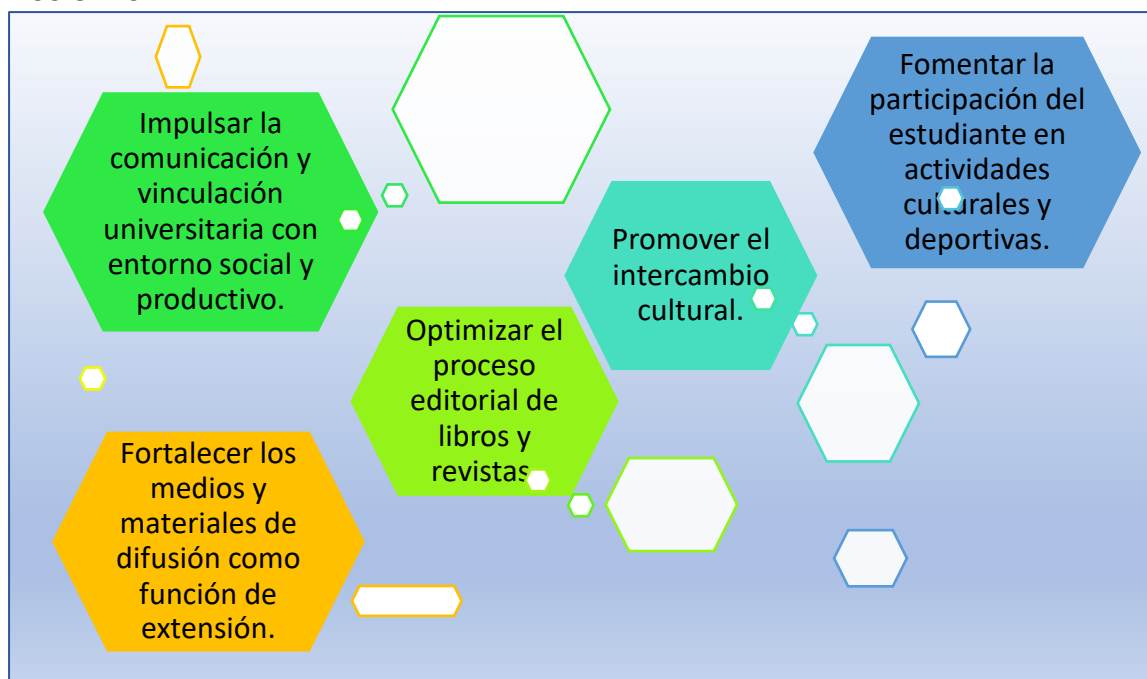 Impulsar la
comunicación y
vinculación
universitaria con
entorno social y
productivo.
Fomentar la
participación del
estudiante en
actividades
culturales y
deportivas.
Promover el
intercambio
cultural.
Optimizar el
proceso
editorial de
libros y
revistas
Fortalecer los
medios y
materiales de
difusión como
función de
extensión.